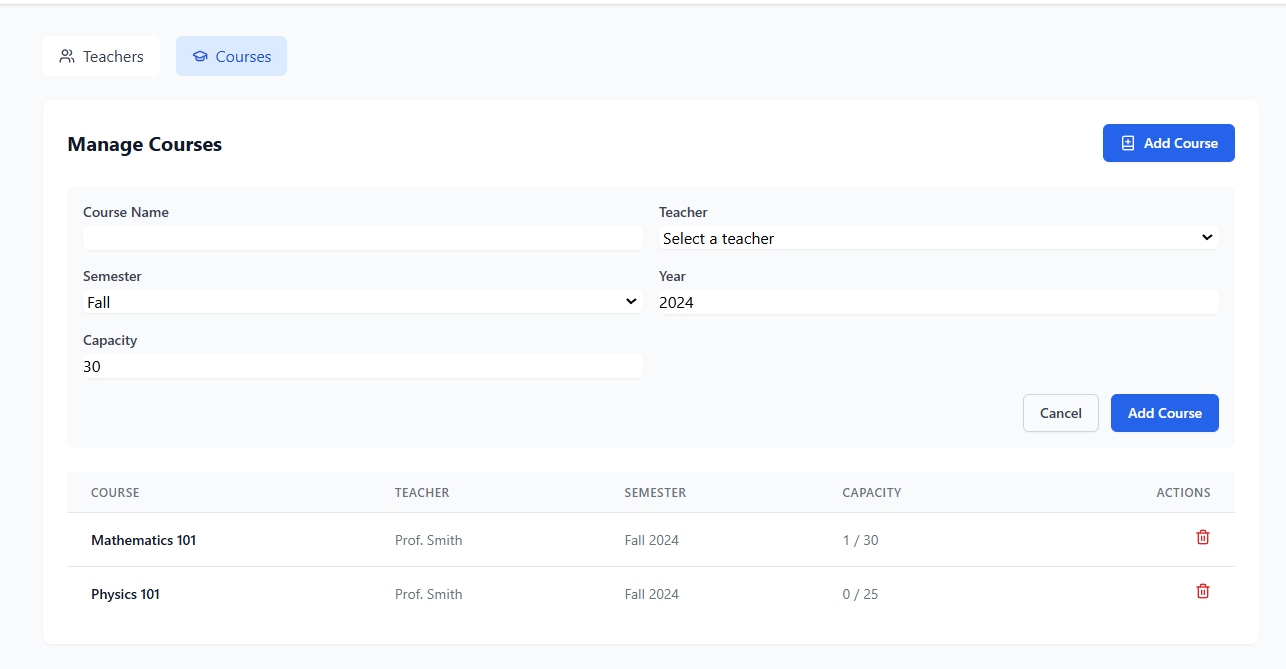 Teachers Courses
Manage Courses Add Course
Course Name Teacher
Select a teacher
Semester Year
Fall 2024
Capacity
30
Cancel Add Course
COURSE TEACHER SEMESTER CAPACITY ACTIONS
Mathematics 101 Prof. Smith Fall 2024 1 / 30
Physics 101 Prof. Smith Fall 2024 0 / 25